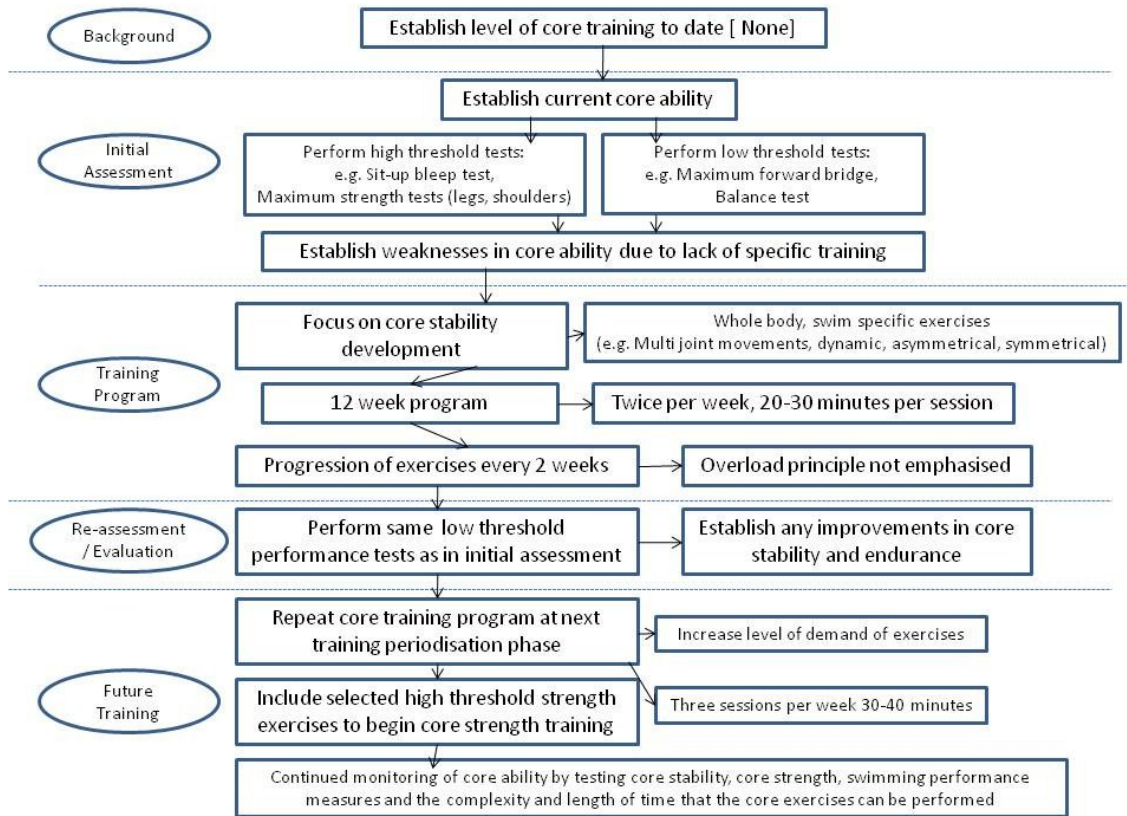 Background
Establish level of core training to date [ None]
Establish current core ability
Initial
Assessment
Perform high threshold tests:
e.g. Sit-up bleep test,
Maximum strength tests (legs, shoulders)
Perform low threshold tests:
e.g. Maximum forward bridge,
Balance test
Establish weaknesses in core ability due to lack of specific training
Training
Program
Focus on core stability
development
Whole body, swim specific exercises
(e.g. Multi joint movements, dynamic, asymmetrical, symmetrical)
12 week program
Twice per week, 20-30 minutes per session
Progression of exercises every 2 weeks
Overload principle not emphasised
Re-assessment
/ Evaluation
Perform same low threshold
performance tests as in initial assessment
Establish any improvements in core
stability and endurance
Future
Training
Repeat core training program at next
training periodisation phase
Increase level of demand of exercises
Include selected high threshold strength
exercises to begin core strength training
Three sessions per week 30-40 minutes
Continued monitoring of core ability by testing core stability, core strength, swimming performance
measures and the complexity and length of time that the core exercises can be performed